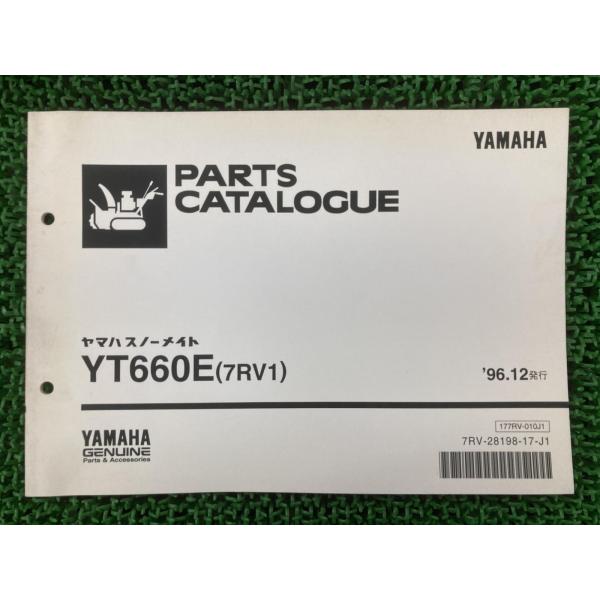 YAMAHA
PARTS
CATALOGUE
ヤマハスノーメイト
YT660E(7RV1)
'96.12発行
177RV-010J1
7RV-28198-17-J1
YAMAHA
GENUINE
Parts & Accessories